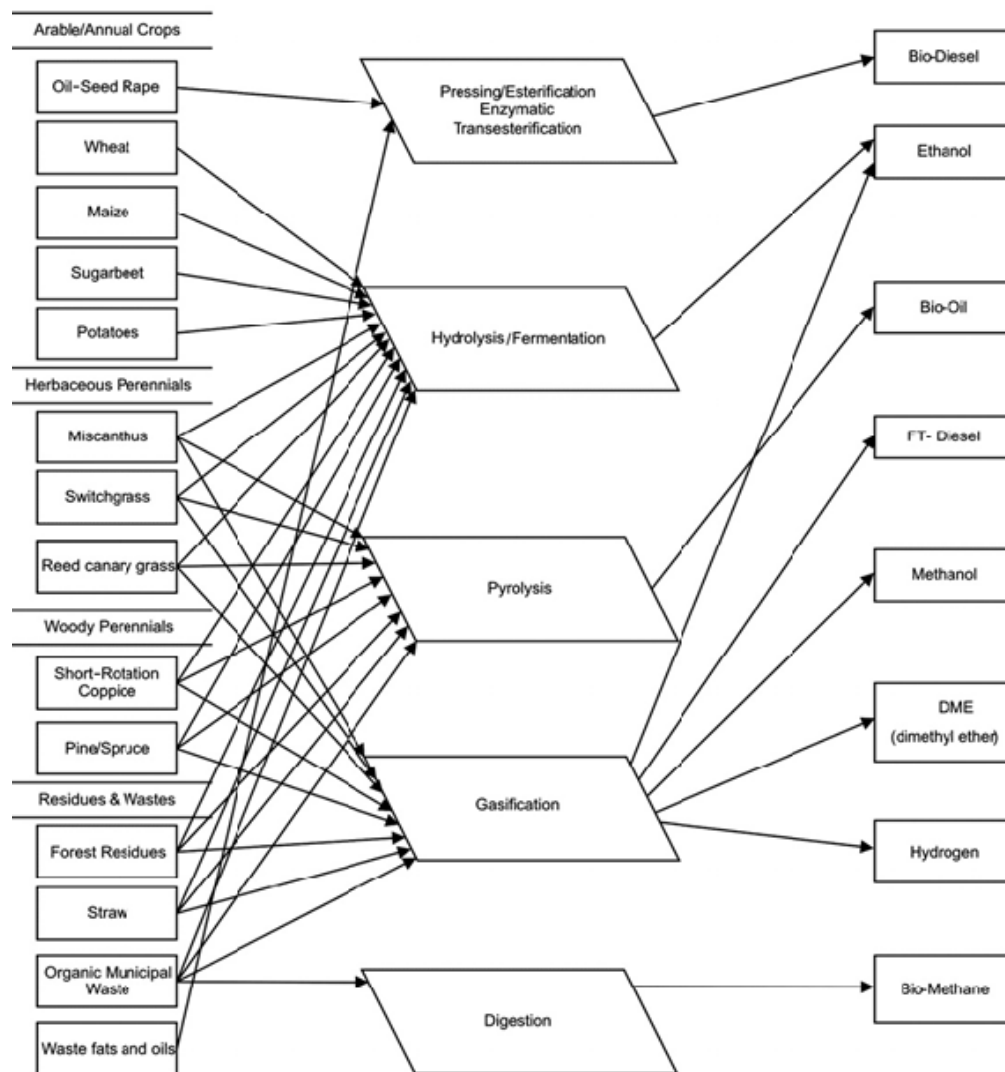 Arable/Annual Crops
Oil-Seed Rape
Wheat
Maize
Sugarbeet
Potatoes
Herbaceous Perennials
Miscanthus
Switchgrass
Reed canary grass
Woody Perennials
Short-Rotation
Coppice
Pine/Spruce
Residues & Wastes
Forest Residues
Straw
Organic Municipal
Waste
Waste fats and oils
Pressing/Esterification
Enzymatic
Transesterification
Hydrolysis/Fermentation
Pyrolysis
Gasification
Digestion
Bio-Diesel
Ethanol
Bio-Oil
FT- Diesel
Methanol
DME
(dimethyl ether)
Hydrogen
Bio-Methane